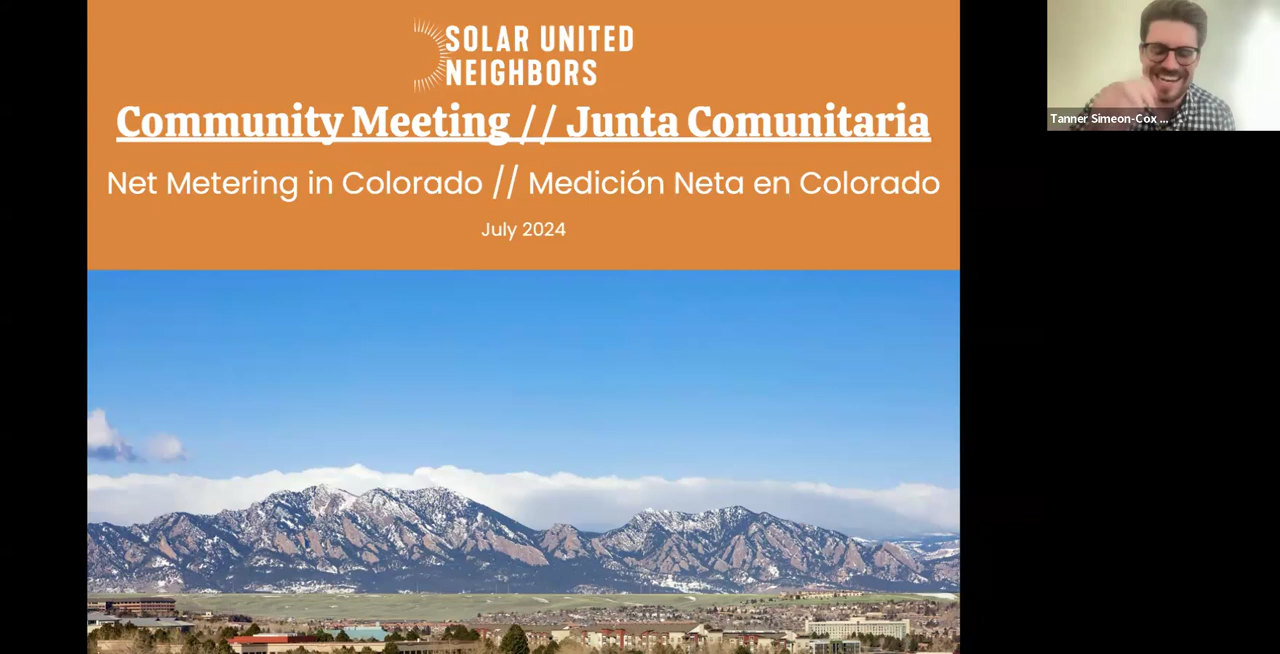 SOLAR UNITED
NEIGHBORS
Community Meeting // Junta Comunitaria
Net Metering in Colorado // Medición Neta en Colorado
July 2024
Tanner Simeon-Cox ...